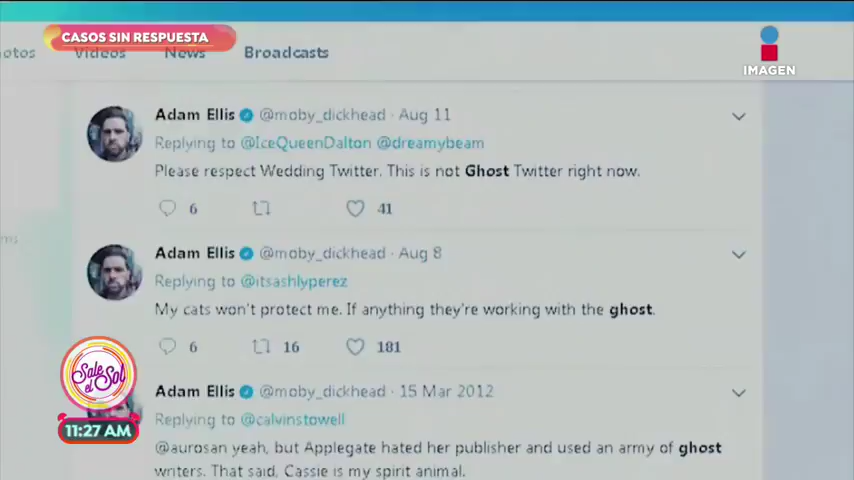 CASOS SIN RESPUESTA
IMAGEN
otos Videos News Broadcasts
Adam Ellis @moby_dickhead · Aug 11
Replying to @IceQueenDalton @dreamybeam
Please respect Wedding Twitter. This is not Ghost Twitter right now.
6 41
Adam Ellis @moby_dickhead · Aug 8
Replying to @itsashlyperez
My cats won't protect me. If anything they're working with the ghost.
6 16 181
Adam Ellis @moby_dickhead · 15 Mar 2012
Replying to @calvinstowell
@aurosan yeah, but Applegate hated her publisher and used an army of ghost
writers. That said, Cassie is my spirit animal.
Sale
el Sol
11:27 AM